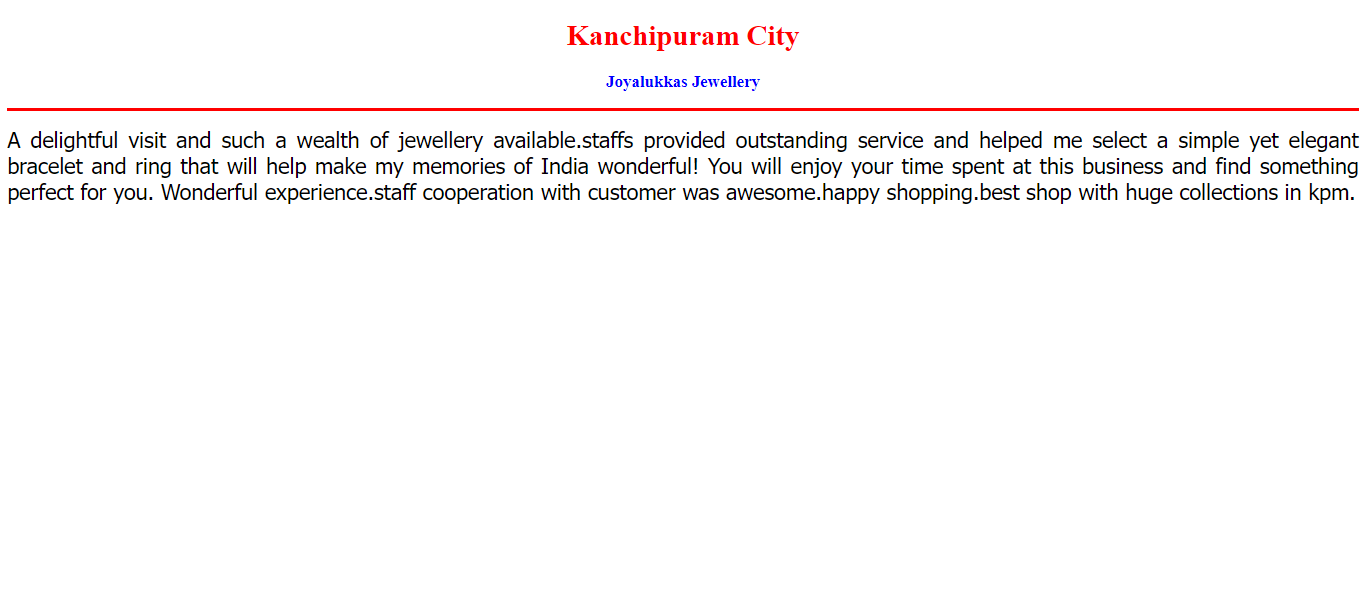 Kanchipuram City
Joyalukkas Jewellery
A delightful visit and such a wealth of jewellery available.staffs provided outstanding service and helped me select a simple yet elegant
bracelet and ring that will help make my memories of India wonderful! You will enjoy your time spent at this business and find something
perfect for you. Wonderful experience.staff cooperation with customer was awesome.happy shopping.best shop with huge collections in kpm.